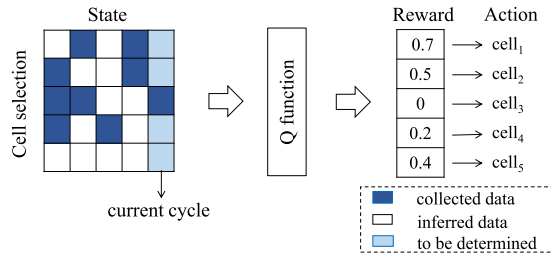 State
Reward
Action
Cell selection
Q function
0.7
cell1
0.5
cell2
0
cell3
0.2
cell4
0.4
cell5
current cycle
collected data
inferred data
to be determined